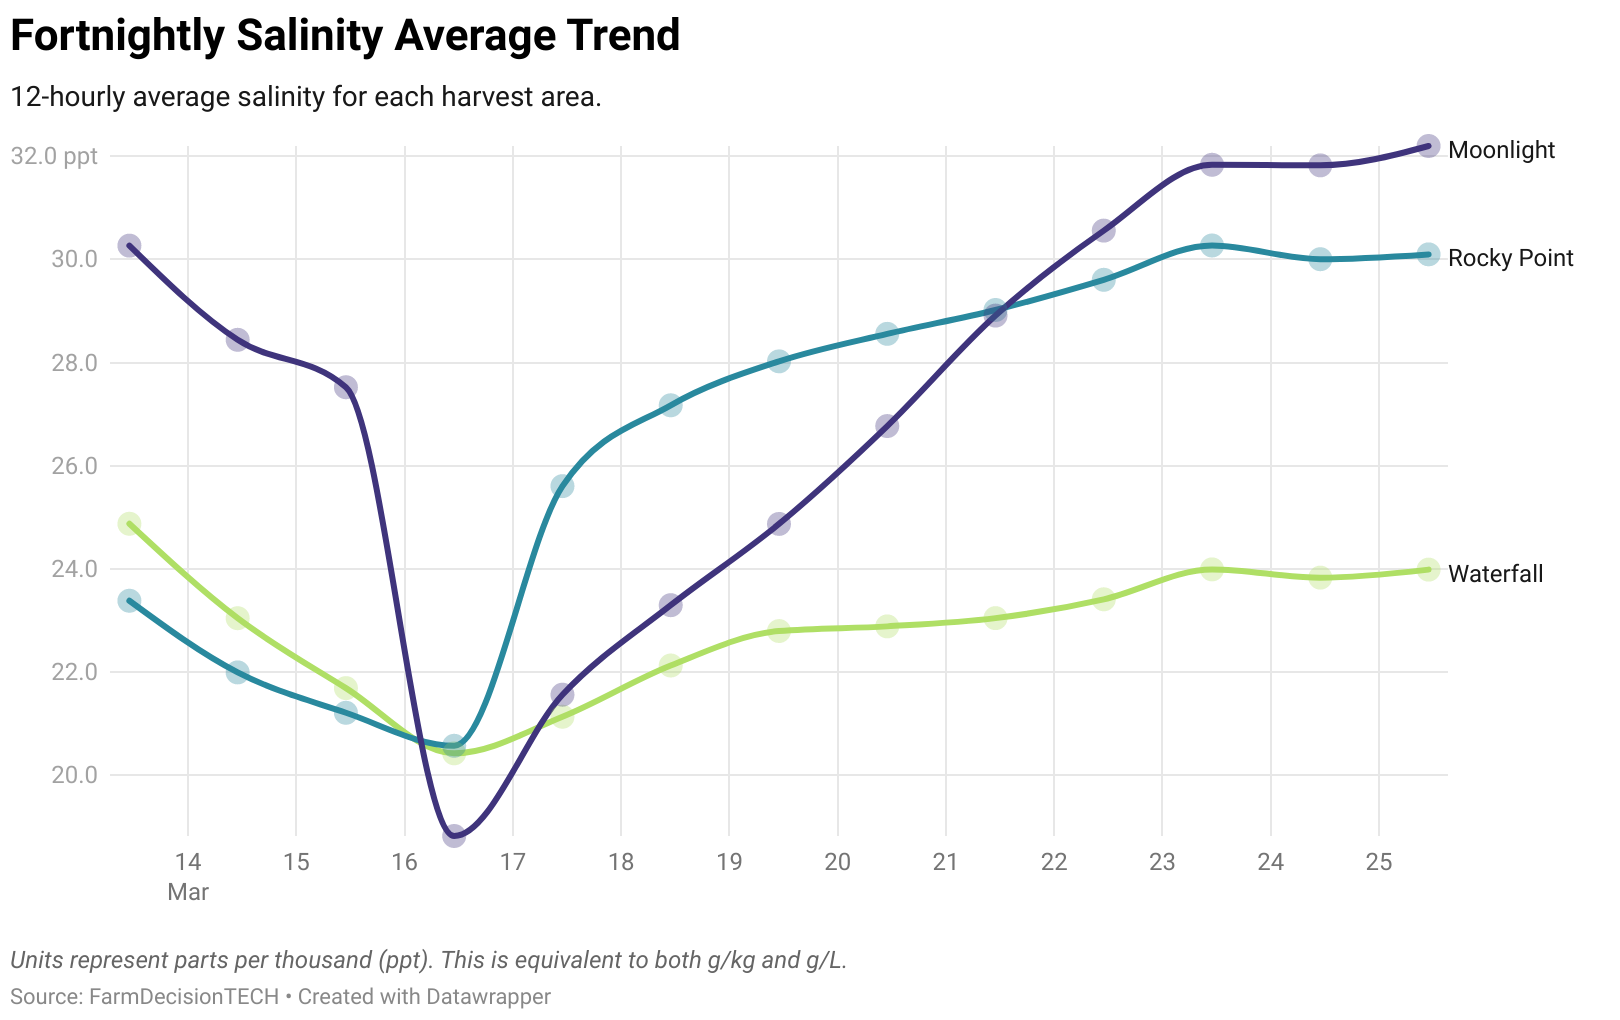 Fortnightly Salinity Average Trend
12-hourly average salinity for each harvest area.
32.0 ppt
30.0
28.0
26.0
24.0
22.0
20.0
Moonlight
Rocky Point
Waterfall
14 15 16 17 18 19 20 21 22 23 24 25
Mar
Units represent parts per thousand (ppt). This is equivalent to both g/kg and g/L.
Source: FarmDecisionTECH • Created with Datawrapper